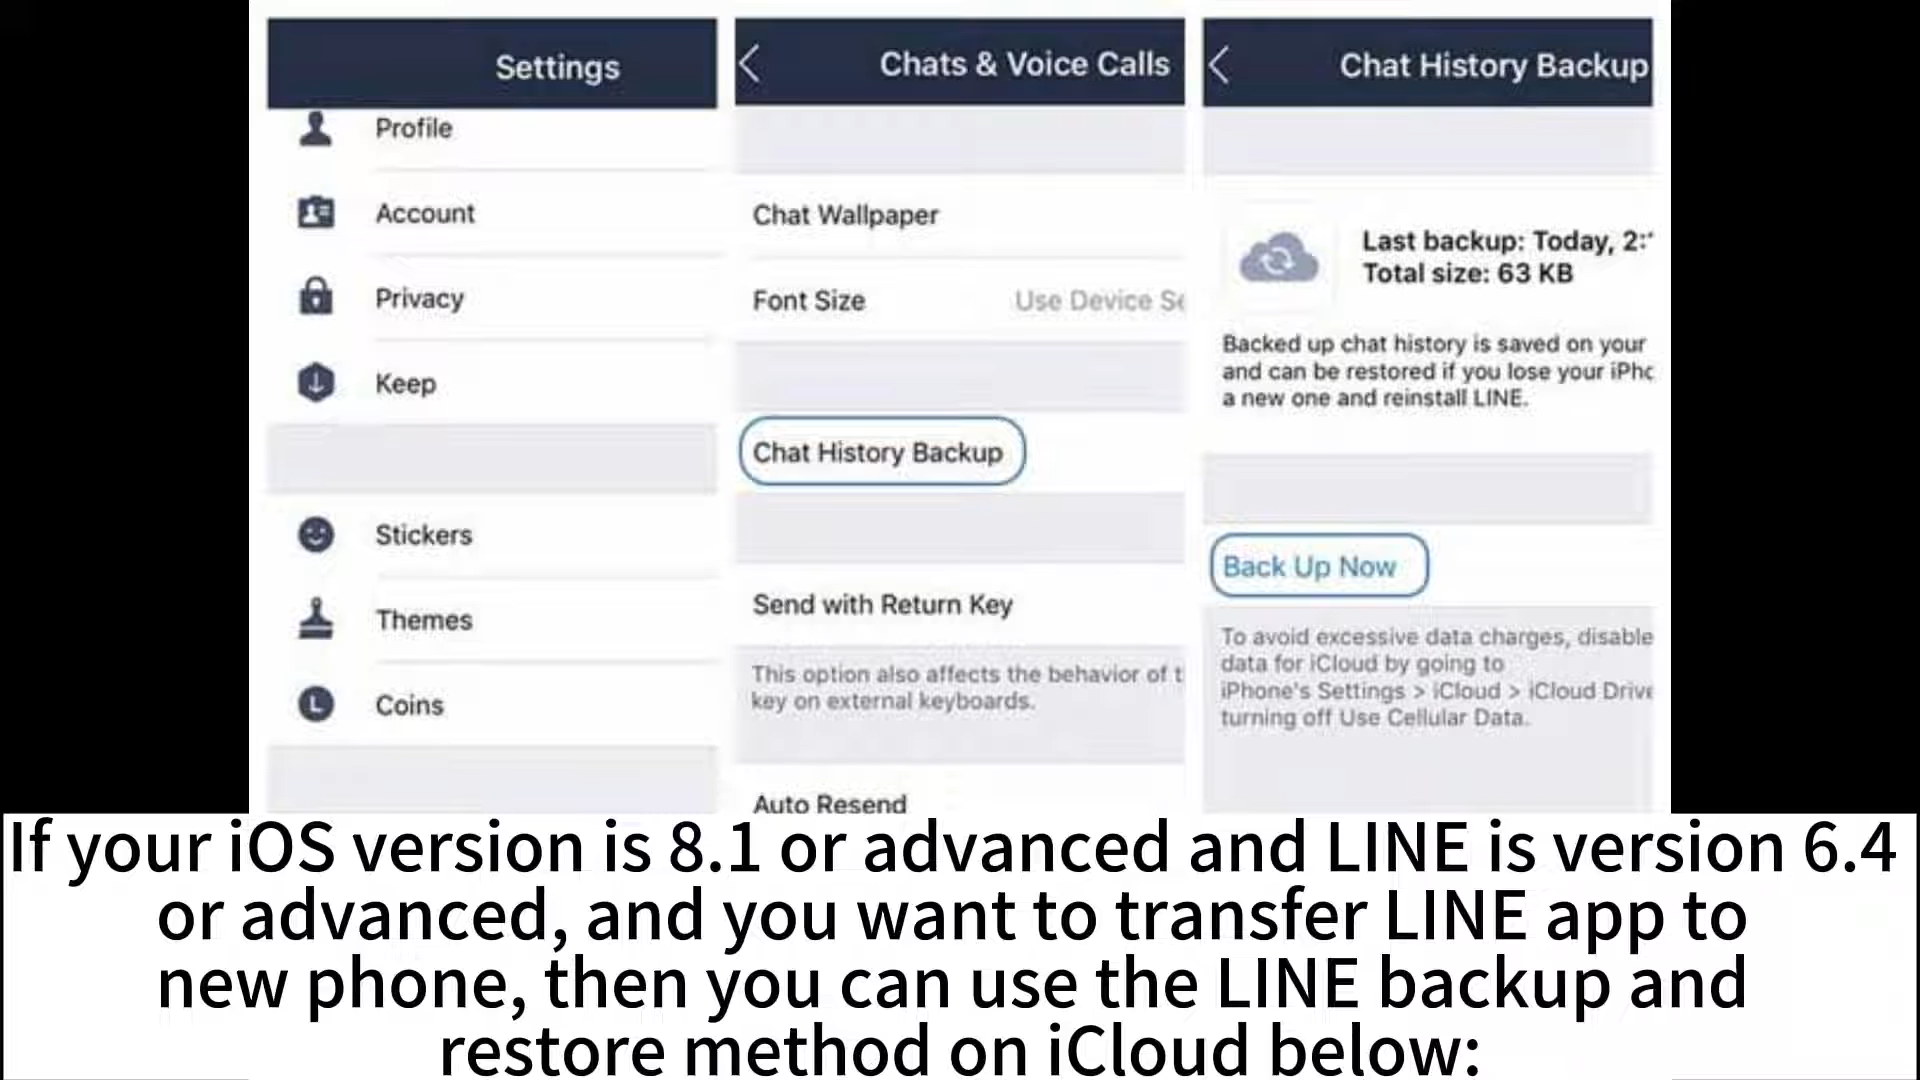 Settings
Profile
Account
Privacy
Keep
Stickers
Themes
Coins
Chats & Voice Calls
Chat Wallpaper
Font Size
Use Device
Chat History Backup
Send with Return Key
This option also affects the behavior of
key on external keyboards.
Auto Resend
Chat History Backup
Last backup: Today,
Total size: 63 KB
Backed up chat history is saved on your
and can be restored if you lose your
a new one and reinstall LINE.
Back Up Now
To avoid excessive data charges, disable
data for iCloud by going to
iPhone's Settings > iCloud > iCloud Drive
turning off Use Cellular Data.
If your iOS version is 8.1 or advanced and LINE is version 6.4
or advanced, and you want to transfer LINE app to
new phone, then you can use the LINE backup and
restore method on iCloud below: